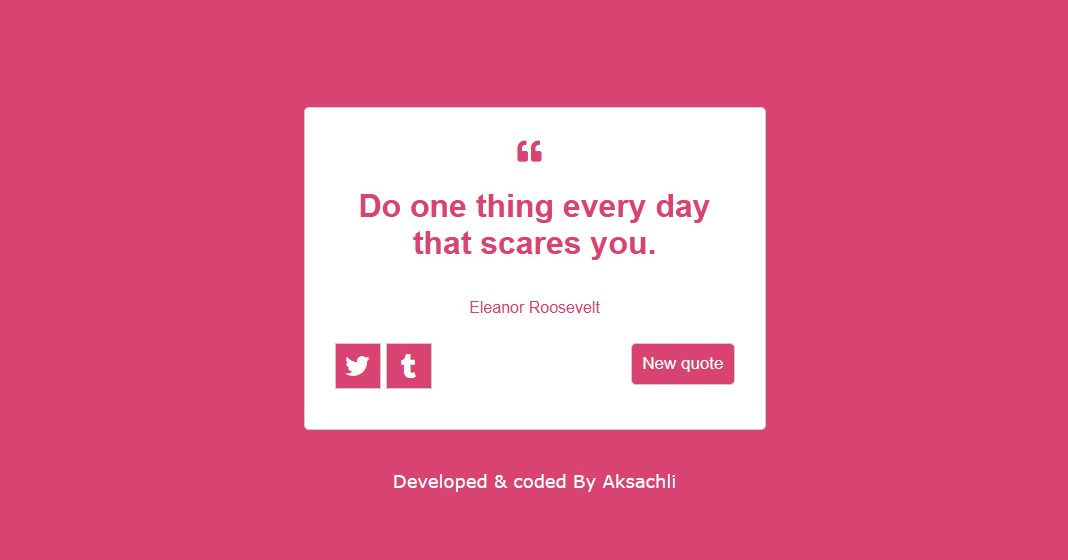 Do one thing every day
that scares you.
Eleanor Roosevelt
New quote
Developed & coded By Aksachli